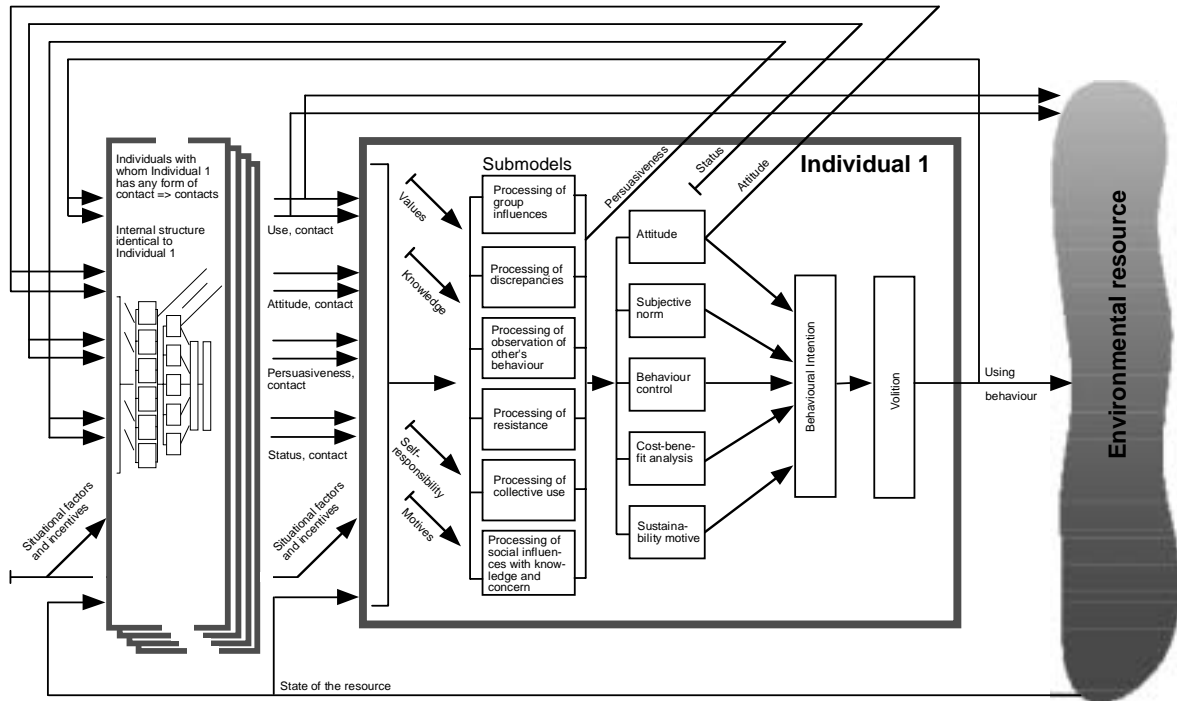 Individuals with
whom Individual 1
has any form of
contact => contacts
Internal structure
identical to
Individual 1
Situational factors
and incentives
Use, contact
Attitude, contact
Persuasiveness,
contact
Status, contact
Situational factors
and incentives
State of the resource
Individual 1
Values
Knowledge
Self-
responsibility
Motives
Submodels
Processing of
group
influences
Processing of
discrepancies
Processing of
observation of
other's
behaviour
Processing of
resistance
Processing of
collective use
Processing of
social influen-
ces with know-
ledge and
concern
Persuasiveness
Status
Attitude
Attitude
Subjective
norm
Behaviour
control
Cost-bene-
fit analysis
Sustaina-
bility motive
Behavioural Intention
Volition
Using
behaviour
Environmental resource